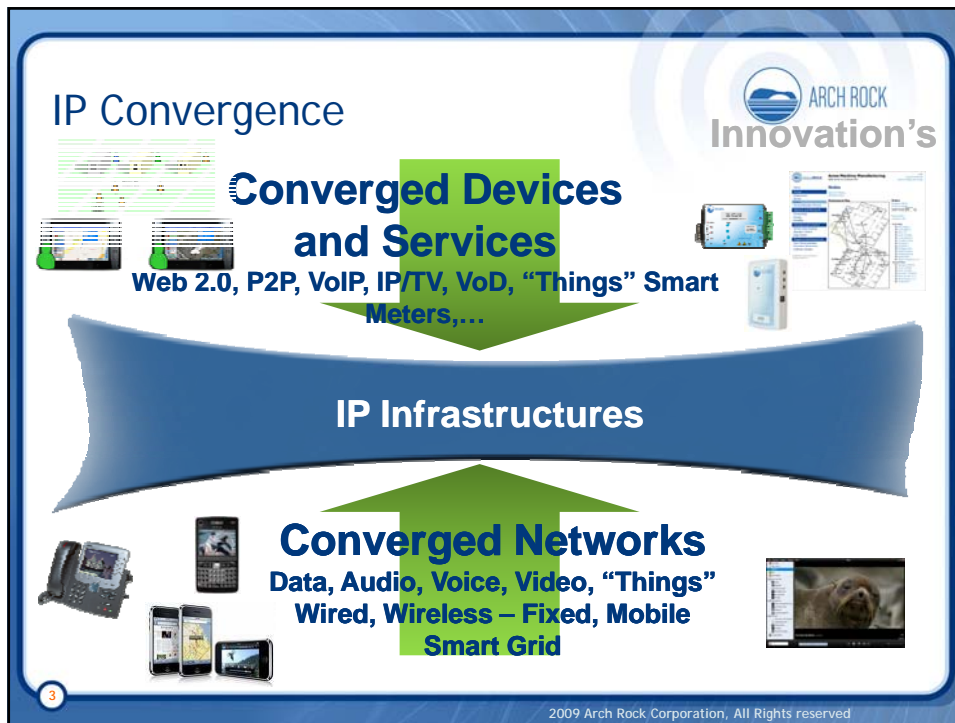 IP Convergence
ARCH ROCK
Innovation's
Converged Devices
and Services
Web 2.0, P2P, VoIP, IP/TV, VoD, “Things” Smart
Meters,…
IP Infrastructures
Converged Networks
Data, Audio, Voice, Video, “Things”
Wired, Wireless – Fixed, Mobile
Smart Grid
3
2009 Arch Rock Corporation, All Rights reserved